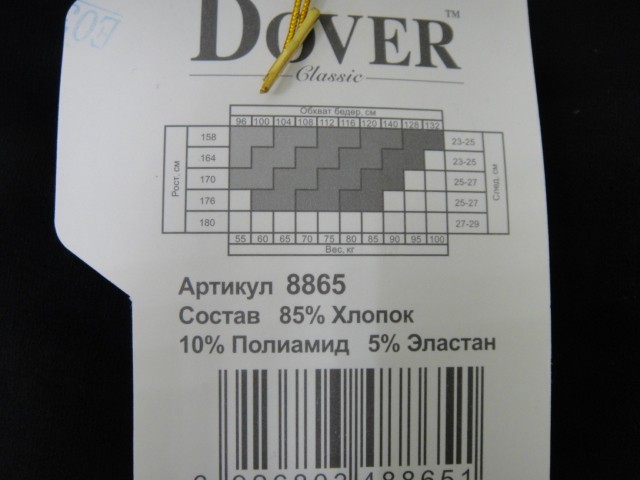 DOVER™
Classic
Обхват бедер, см
96 100 104 108 112 116 120 140 128 132
Рост, см
158 23-25
164 23-25
170 25-27
176 25-27
180 27-29
След, см
55 60 65 70 75 80 85 90 95 100
Вес, кг
Артикул 8865
Состав 85% Хлопок
10% Полиамид 5% Эластан
488651